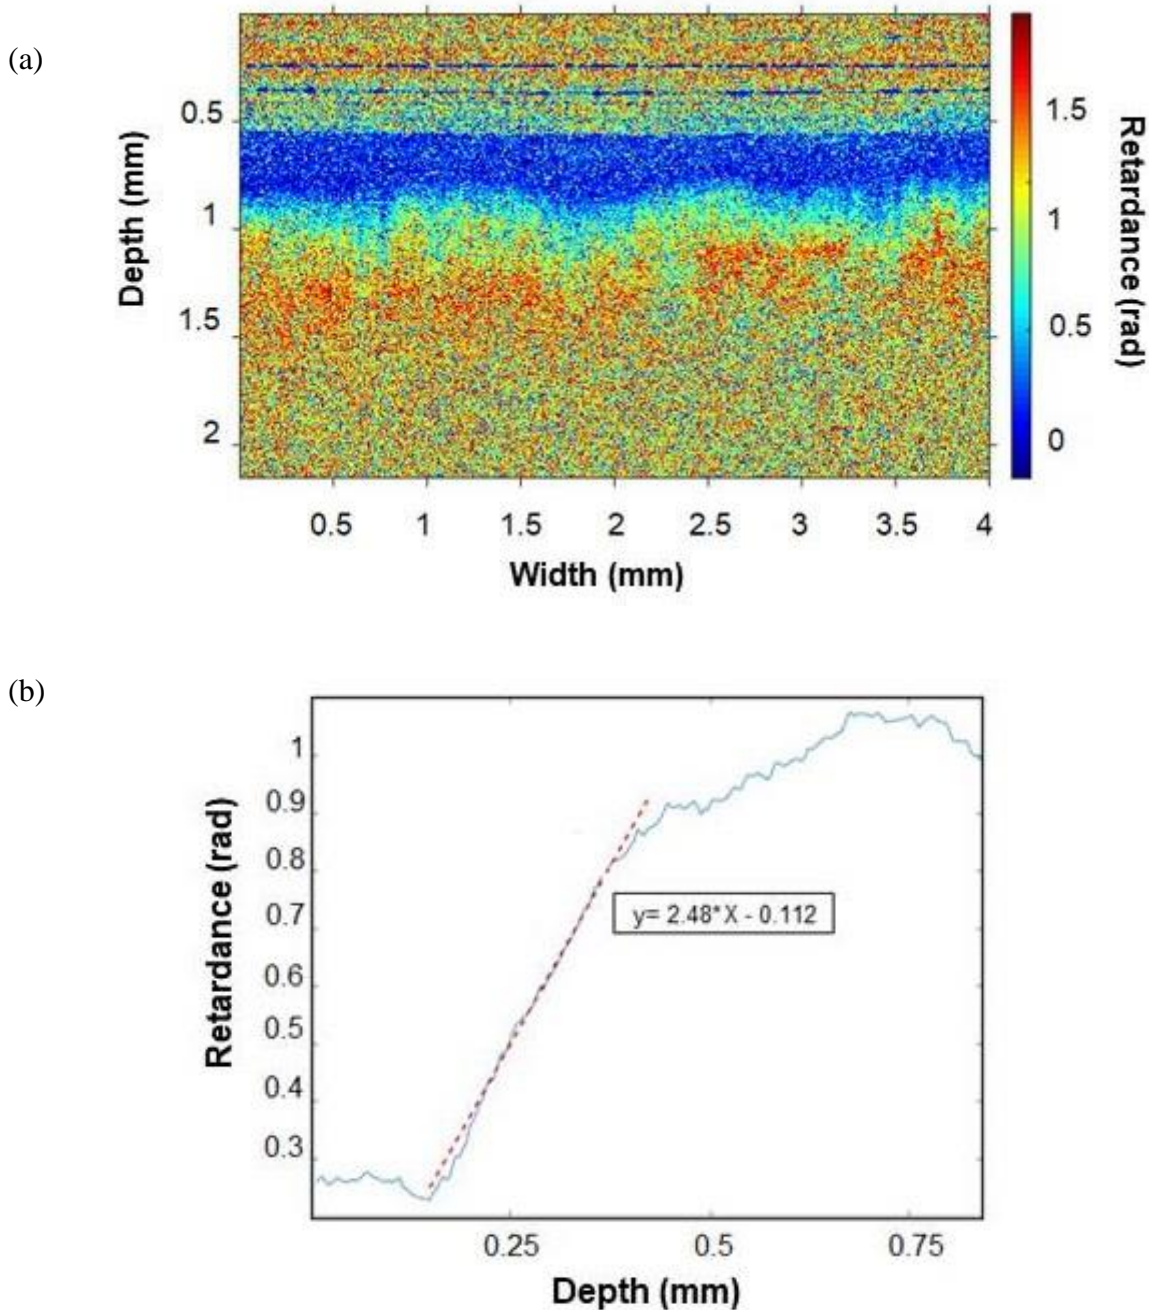 (a)
Depth (mm)
0.5
1
1.5
2
0.5 1 1.5 2 2.5 3 3.5 4
Width (mm)
1.5
1
0.5
0
Retardance (rad)
(b)
Retardance (rad)
1
0.9
0.8
0.7
0.6
0.5
0.4
0.3
y= 2.48*X - 0.112
0.25 0.5 0.75
Depth (mm)